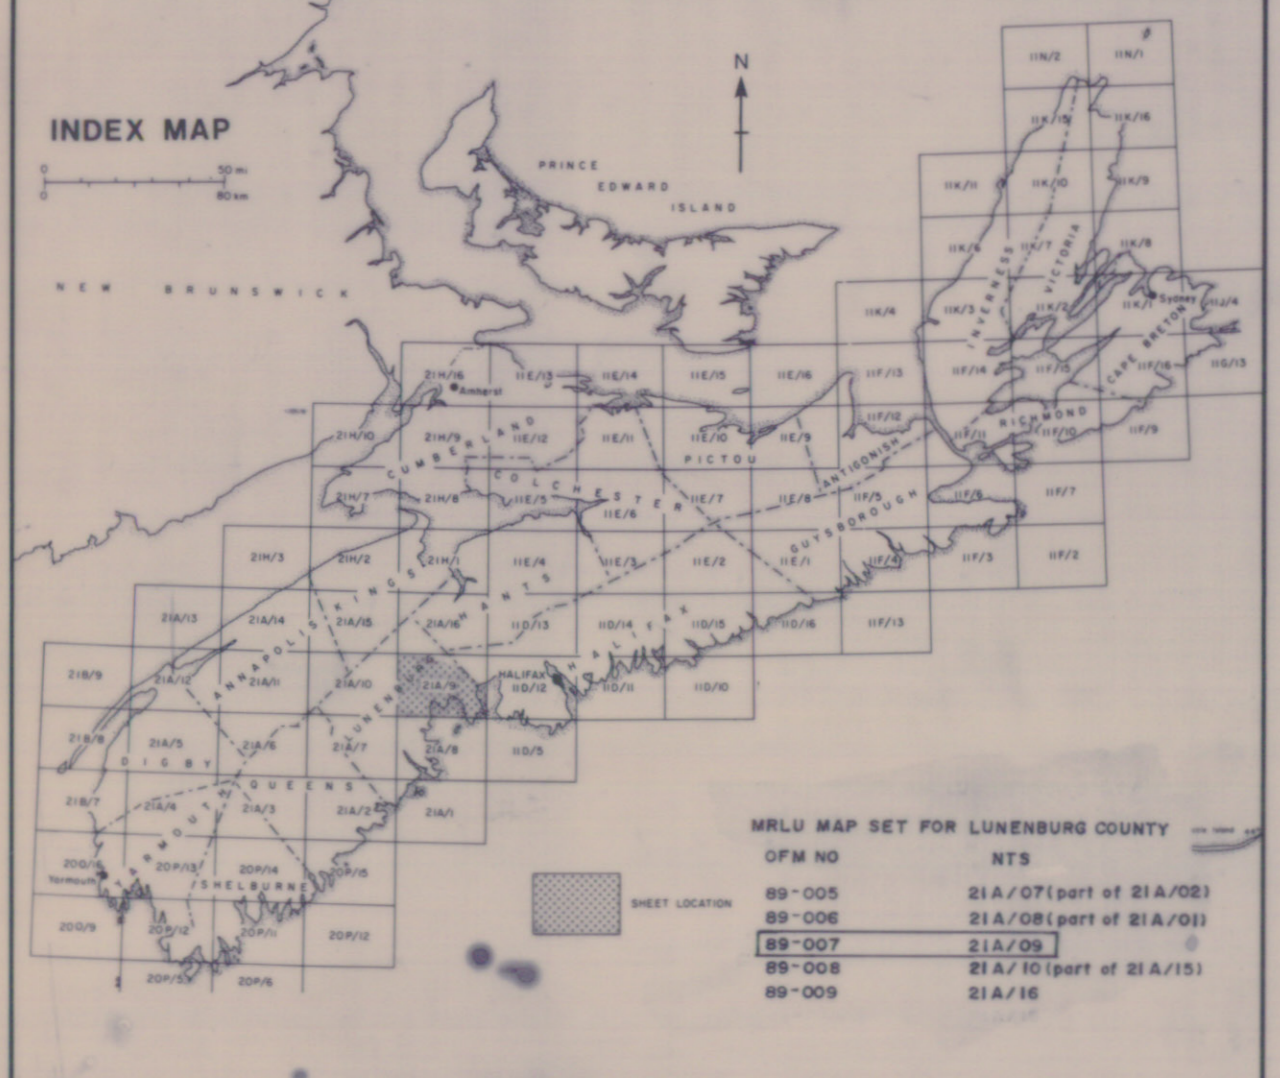 N
11N/2 11N/1
INDEX MAP
11K/15 11K/16
0 50 mi
0 80 km
PRINCE
EDWARD
ISLAND
11K/11 11K/10 11K/9
11K/6 11K/7 11K/8
INVERNESS
VICTORIA
NEW BRUNSWICK
11K/4 11K/3 11K/2 11K/1 Sydney 11J/4
CAPE BRETON
21H/16 11E/13 11E/14 11E/15 11E/16 11F/13 11F/14 11F/15 11F/16 11G/13
Amherst
RICHMOND
21H/10 21H/9 11E/12 11E/11 11E/10 11E/9 11F/12 11F/11 11F/10 11F/9
CUMBERLAND
PICTOU
ANTIGONISH
COLCHESTER
21H/7 21H/8 11E/5 11E/6 11E/7 11E/8 11F/5 11F/6 11F/7
GUYSBOROUGH
21H/3 21H/2 21H/1 11E/4 11E/3 11E/2 11E/1 11F/4 11F/3 11F/2
KINGS
HANTS
21A/13 21A/14 21A/15 21A/16 11D/13 11D/14 11D/15 11D/16 11F/13
ANNAPOLIS
HALIFAX
21B/9 21A/12 21A/11 21A/10 21A/9 HALIFAX 11D/12 11D/11 11D/10
LUNENBURG
21B/8 21A/5 21A/6 21A/7 21A/8 11D/5
DIGBY
QUEENS
21B/7 21A/4 21A/3 21A/2 21A/1
YARMOUTH
20O/16 20P/13 20P/14 20P/15
Yarmouth
SHELBURNE
20O/9 20P/12 20P/11 20P/12
20P/5 20P/6
SHEET LOCATION
MRLU MAP SET FOR LUNENBURG COUNTY
OFM NO NTS
89-005 21A/07(part of 21A/02)
89-006 21A/08(part of 21A/01)
89-007 21A/09
89-008 21A/10(part of 21A/15)
89-009 21A/16